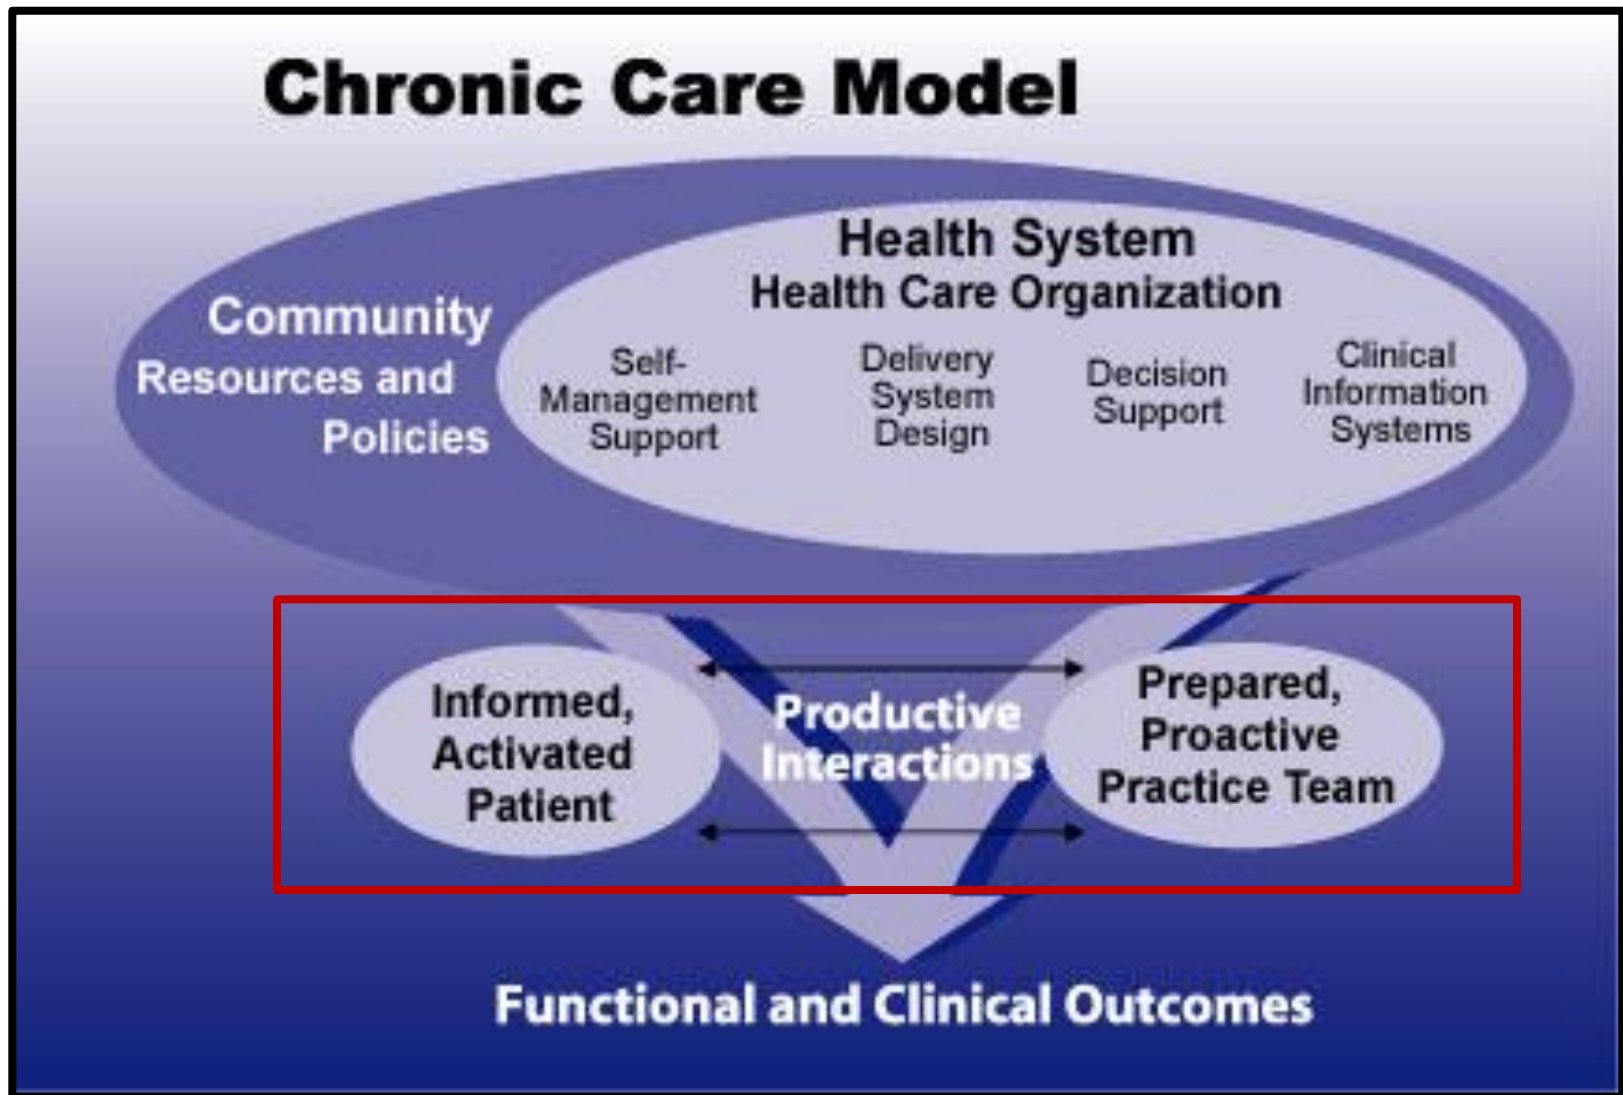 Chronic Care Model
Health System
Health Care Organization
Community
Resources and
Policies
Self-
Management
Support
Delivery
System
Design
Decision
Support
Clinical
Information
Systems
Informed,
Activated
Patient
Productive
Interactions
Prepared,
Proactive
Practice Team
Functional and Clinical Outcomes